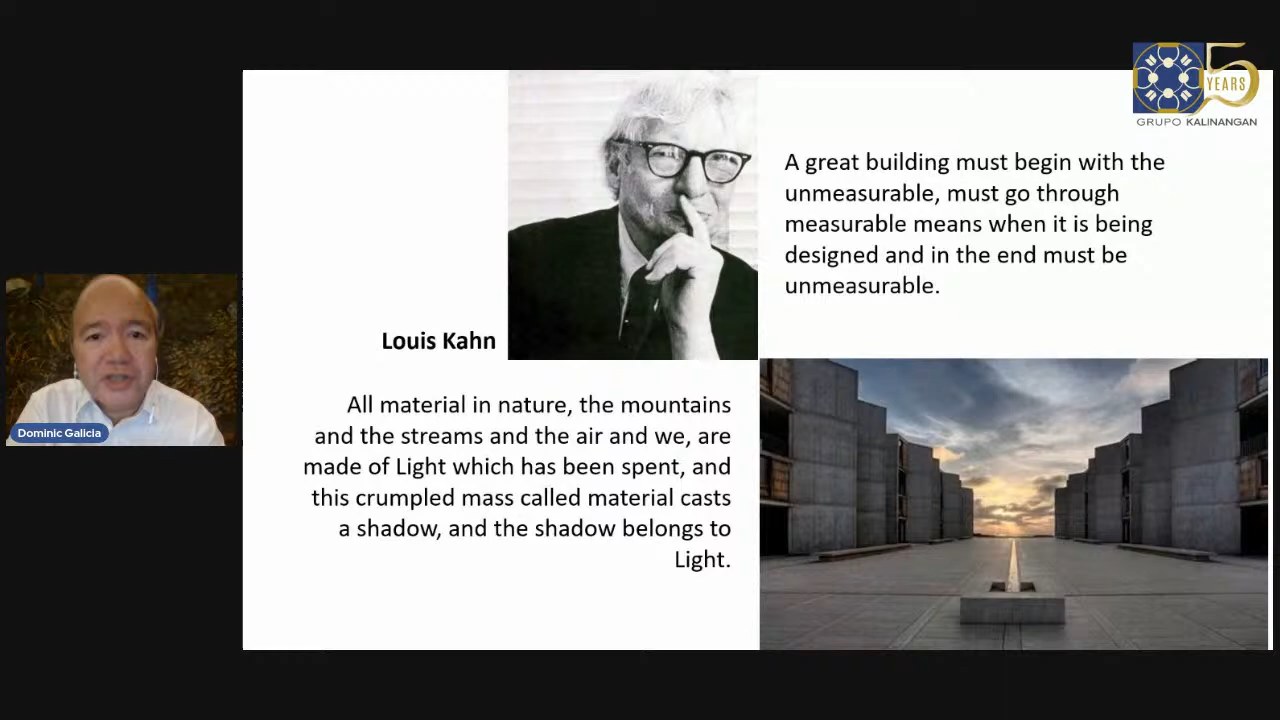 5
YEARS
GRUPO KALINANGAN
A great building must begin with the
unmeasurable, must go through
measurable means when it is being
designed and in the end must be
unmeasurable.
Louis Kahn
All material in nature, the mountains
and the streams and the air and we, are
made of Light which has been spent, and
this crumpled mass called material casts
a shadow, and the shadow belongs to
Light.
Dominic Galicia